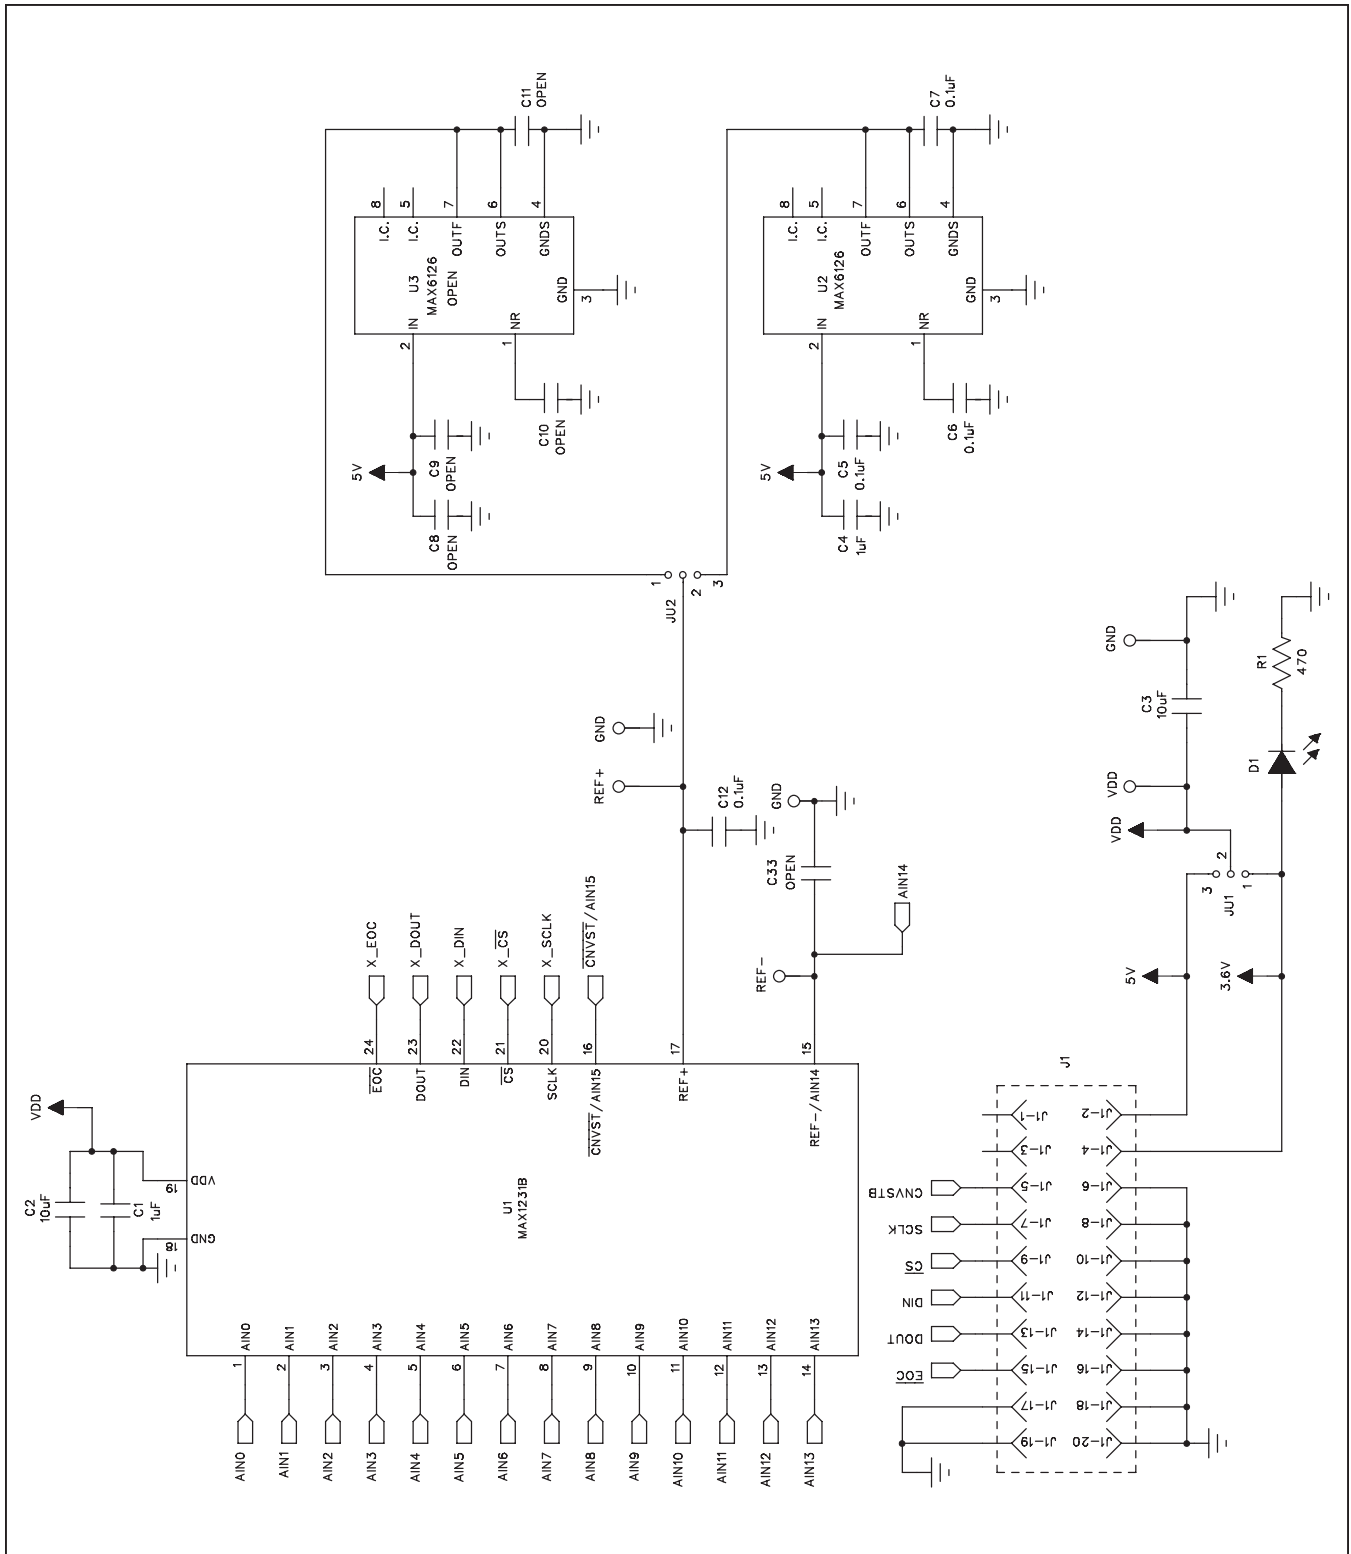 C11
OPEN
8
I.C.
5
I.C.
7
OUTF
6
OUTS
4
GNDS
U3
MAX6126
OPEN
GND
3
IN
2
NR
1
C10
OPEN
5V
C9
OPEN
C8
OPEN
C7
0.1uF
8
I.C.
5
I.C.
7
OUTF
6
OUTS
4
GNDS
U2
MAX6126
GND
3
IN
2
NR
1
C6
0.1uF
5V
C5
0.1uF
C4
1uF
1
2
3
JU2
GND
REF+
C12
0.1uF
GND
C33
OPEN
AIN14
REF-
GND
C3
10uF
VDD
VDD
R1
470
D1
3
2
1
JU1
5V
3.6V
X_EOC
X_DOUT
X_DIN
X_CS
X_SCLK
CNVST/AIN15
24
23
22
21
20
16
17
15
EOC
DOUT
DIN
CS
SCLK
CNVST/AIN15
REF+
REF-/AIN14
VDD
C2
10uF
C1
1uF
19
VDD
18
GND
U1
MAX1231B
AIN0
AIN1
AIN2
AIN3
AIN4
AIN5
AIN6
AIN7
AIN8
AIN9
AIN10
AIN11
AIN12
AIN13
1
2
3
4
5
6
7
8
9
10
11
12
13
14
AIN0
AIN1
AIN2
AIN3
AIN4
AIN5
AIN6
AIN7
AIN8
AIN9
AIN10
AIN11
AIN12
AIN13
J1
J1-1
J1-2
J1-3
J1-4
CNVSTB
J1-5
J1-6
SCLK
J1-7
J1-8
CS
J1-9
J1-10
DIN
J1-11
J1-12
DOUT
J1-13
J1-14
EOC
J1-15
J1-16
J1-17
J1-18
J1-19
J1-20